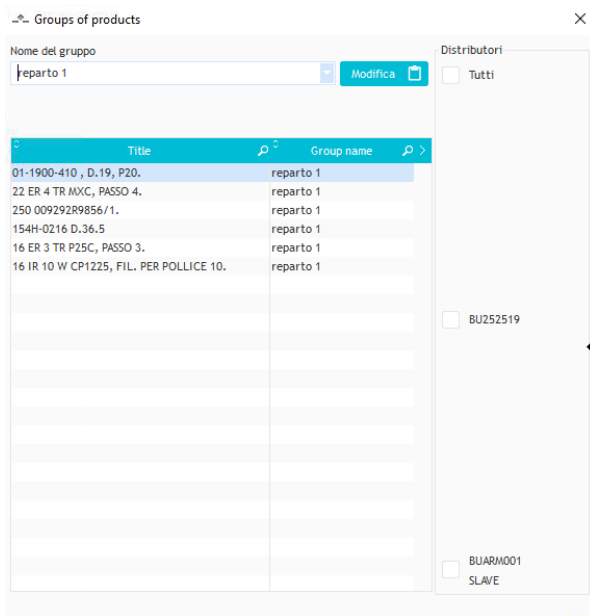 Groups of products
Nome del gruppo
reparto 1
Modifica
Distributori
Tutti
Title
Group name
01-1900-410 , D.19, P20.
reparto 1
22 ER 4 TR MXC, PASSO 4.
reparto 1
250 009292R9856/1.
reparto 1
154H-0216 D.36.5
reparto 1
16 ER 3 TR P25C, PASSO 3.
reparto 1
16 IR 10 W CP1225, FIL. PER POLLICE 10.
reparto 1
BU252519
BUARM001
SLAVE